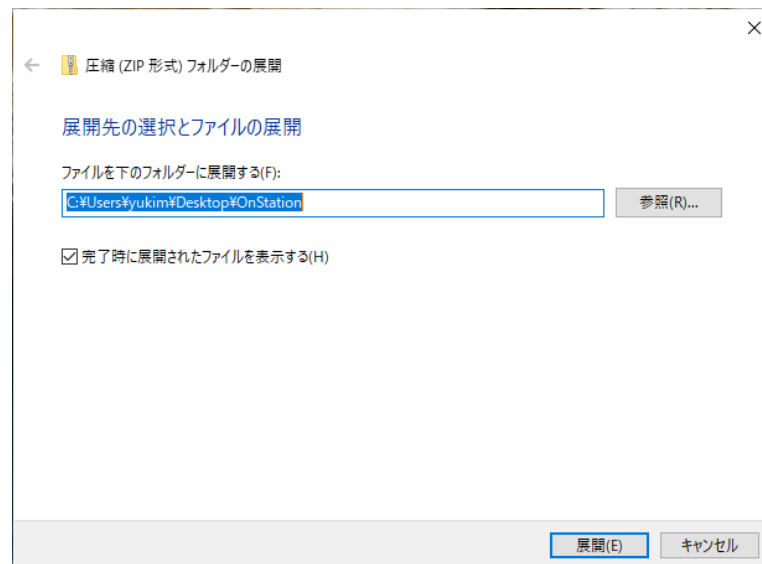 圧縮 (ZIP 形式) フォルダーの展開
展開先の選択とファイルの展開
ファイルを下のフォルダーに展開する(F):
C:¥Users¥yukim¥Desktop¥OnStation
参照(R)...
完了時に展開されたファイルを表示する(H)
展開(E)
キャンセル